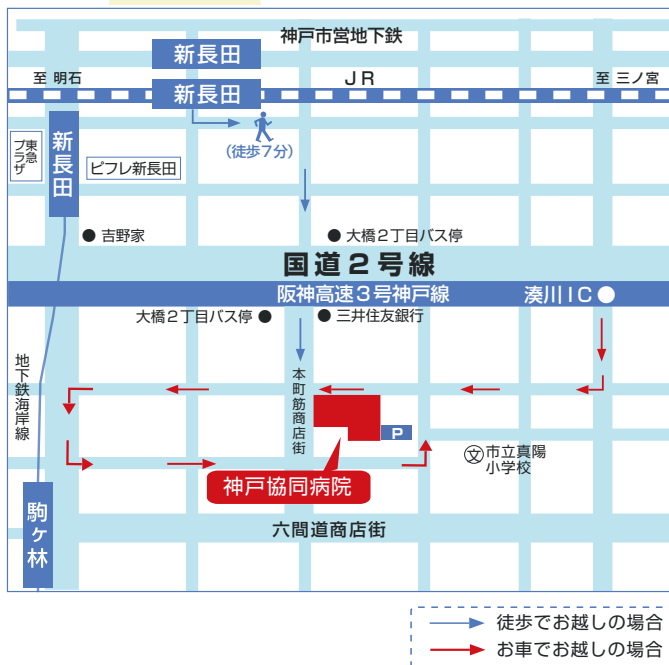 神戸市営地下鉄
新長田
至 明石
JR
至 三ノ宮
新長田
(徒歩7分)
東急
プラザ
新長田
ピフレ新長田
吉野家
大橋2丁目バス停
国道2号線
阪神高速3号神戸線
湊川IC
大橋2丁目バス停
三井住友銀行
地下鉄海岸線
本町筋商店街
P
文
市立真陽
小学校
神戸協同病院
駒ヶ林
六間道商店街
徒歩でお越しの場合
お車でお越しの場合